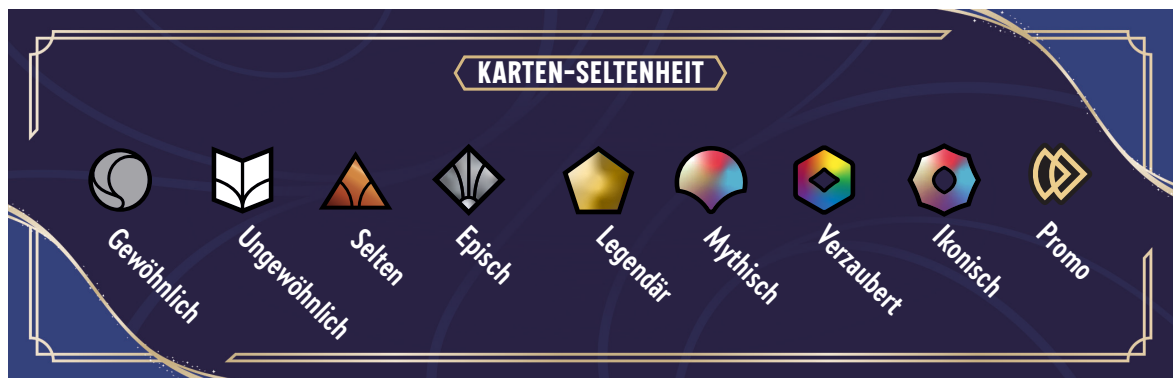 KARTEN-SELTENHEIT
Gewöhnlich
Ungewöhnlich
Selten
Episch
Legendär
Mythisch
Verzaubert
Ikonisch
Promo